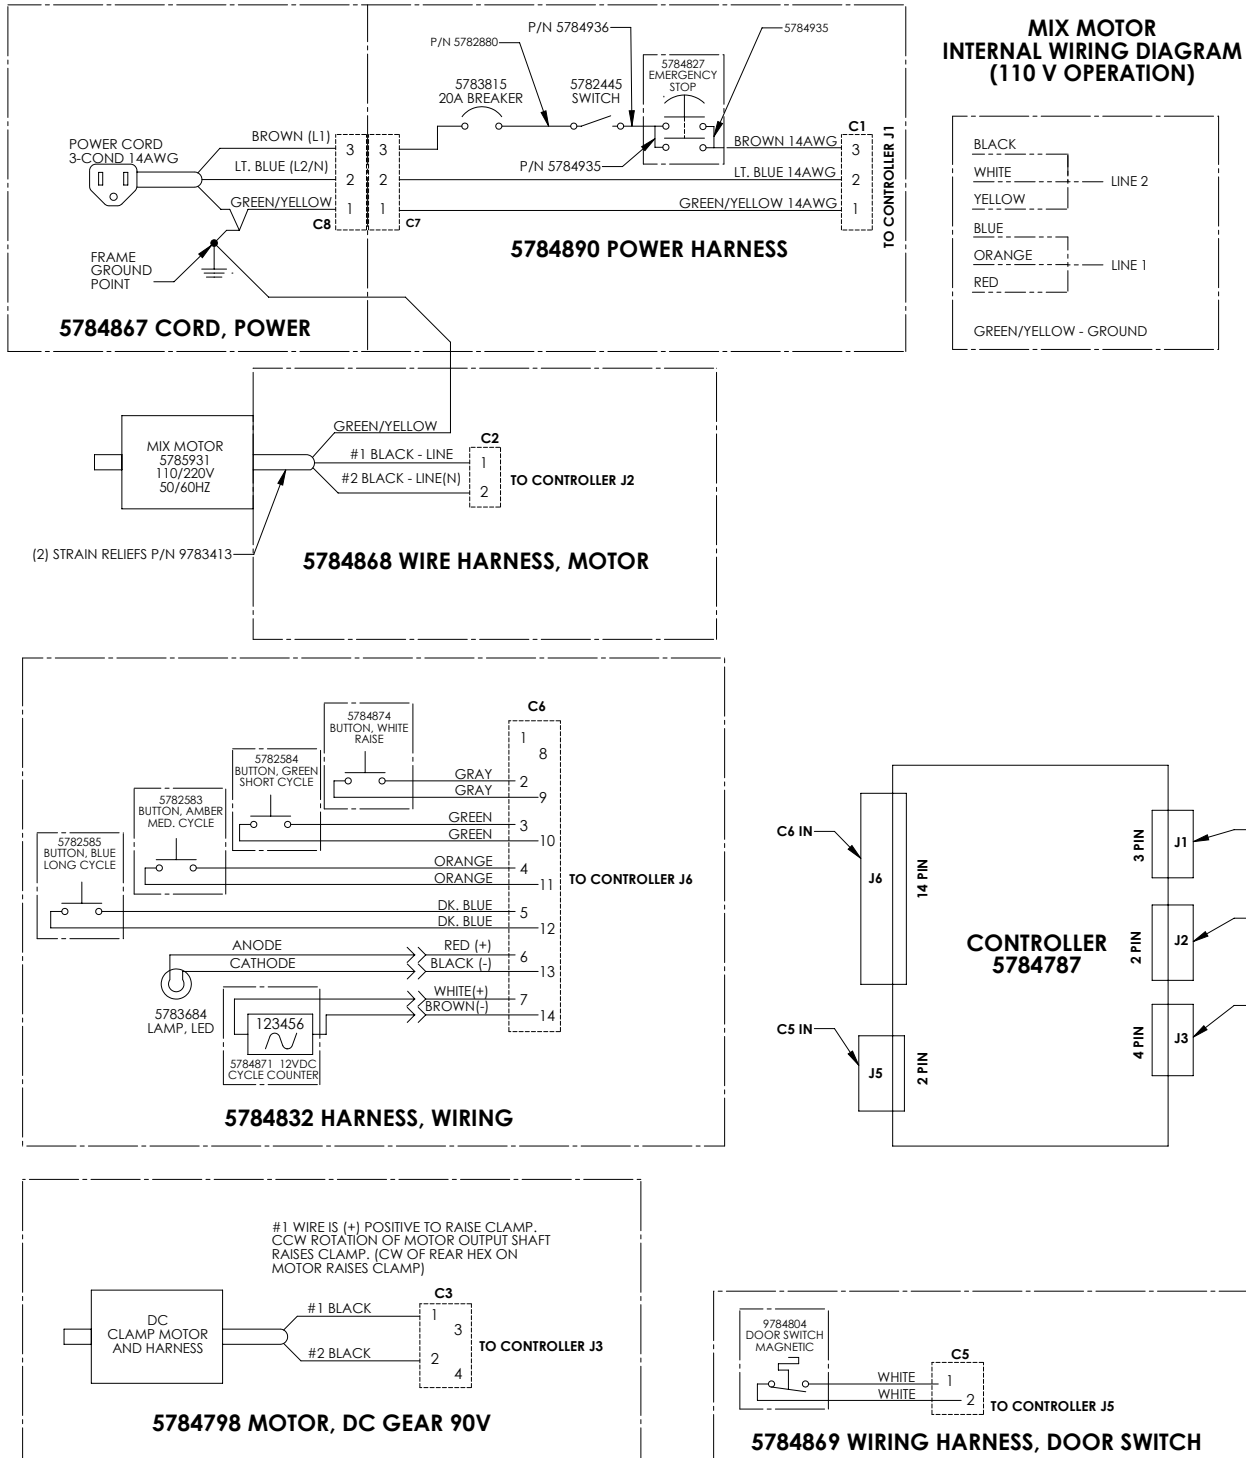 MIX MOTOR
INTERNAL WIRING DIAGRAM
(110 V OPERATION)
P/N 5784936
5784935
P/N 5782880
5784827
EMERGENCY
STOP
5783815
20A BREAKER
5782445
SWITCH
C1
POWER CORD
3-COND 14AWG
BROWN (L1)
3
3
BROWN 14AWG
3
LT. BLUE (L2/N)
2
2
P/N 5784935
LT. BLUE 14AWG
2
GREEN/YELLOW
1
1
GREEN/YELLOW 14AWG
1
C8
C7
TO CONTROLLER J1
FRAME
GROUND
POINT
5784890 POWER HARNESS
5784867 CORD, POWER
BLACK
WHITE
YELLOW
LINE 2
BLUE
ORANGE
RED
LINE 1
GREEN/YELLOW - GROUND
MIX MOTOR
5785931
110/220V
50/60HZ
GREEN/YELLOW
C2
#1 BLACK - LINE
1
#2 BLACK - LINE(N)
2
TO CONTROLLER J2
(2) STRAIN RELIEFS P/N 9783413
5784868 WIRE HARNESS, MOTOR
C6
5784874
BUTTON, WHITE
RAISE
5782584
BUTTON, GREEN
SHORT CYCLE
5782583
BUTTON, AMBER
MED. CYCLE
5782585
BUTTON, BLUE
LONG CYCLE
1
8
GRAY
2
GRAY
9
GREEN
3
GREEN
10
ORANGE
4
ORANGE
11
DK. BLUE
5
DK. BLUE
12
ANODE
RED (+)
6
CATHODE
BLACK (-)
13
WHITE(+)
7
BROWN(-)
14
TO CONTROLLER J6
5783684
LAMP, LED
123456
5784871 12VDC
CYCLE COUNTER
5784832 HARNESS, WIRING
C6 IN
J6
14 PIN
C5 IN
J5
2 PIN
CONTROLLER
5784787
3 PIN
J1
2 PIN
J2
4 PIN
J3
#1 WIRE IS (+) POSITIVE TO RAISE CLAMP.
CCW ROTATION OF MOTOR OUTPUT SHAFT
RAISES CLAMP. (CW OF REAR HEX ON
MOTOR RAISES CLAMP)
DC
CLAMP MOTOR
AND HARNESS
C3
#1 BLACK
1
3
#2 BLACK
2
4
TO CONTROLLER J3
5784798 MOTOR, DC GEAR 90V
9784804
DOOR SWITCH
MAGNETIC
C5
WHITE
1
WHITE
2
TO CONTROLLER J5
5784869 WIRING HARNESS, DOOR SWITCH